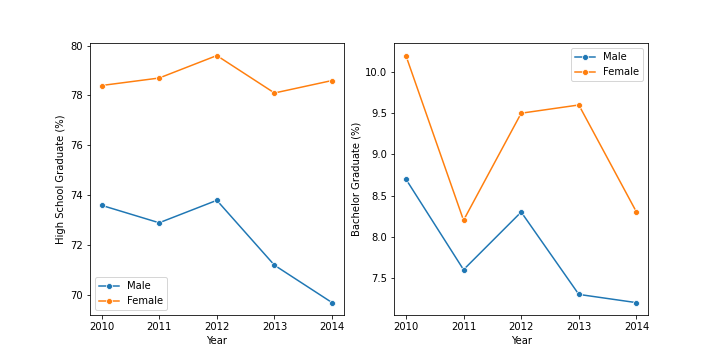 High School Graduate (%)
80
78
76
74
72
70
Male
Female
2010 2011 2012 2013 2014
Year
Bachelor Graduate (%)
10.0
9.5
9.0
8.5
8.0
7.5
Male
Female
2010 2011 2012 2013 2014
Year